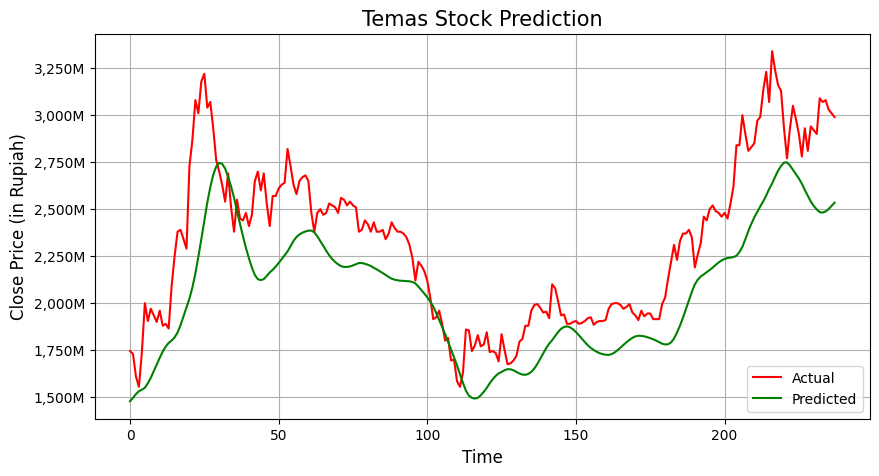 Temas Stock Prediction
Close Price (in Rupiah)
3,250M
3,000M
2,750M
2,500M
2,250M
2,000M
1,750M
1,500M
0
50
100
150
200
Time
Actual
Predicted